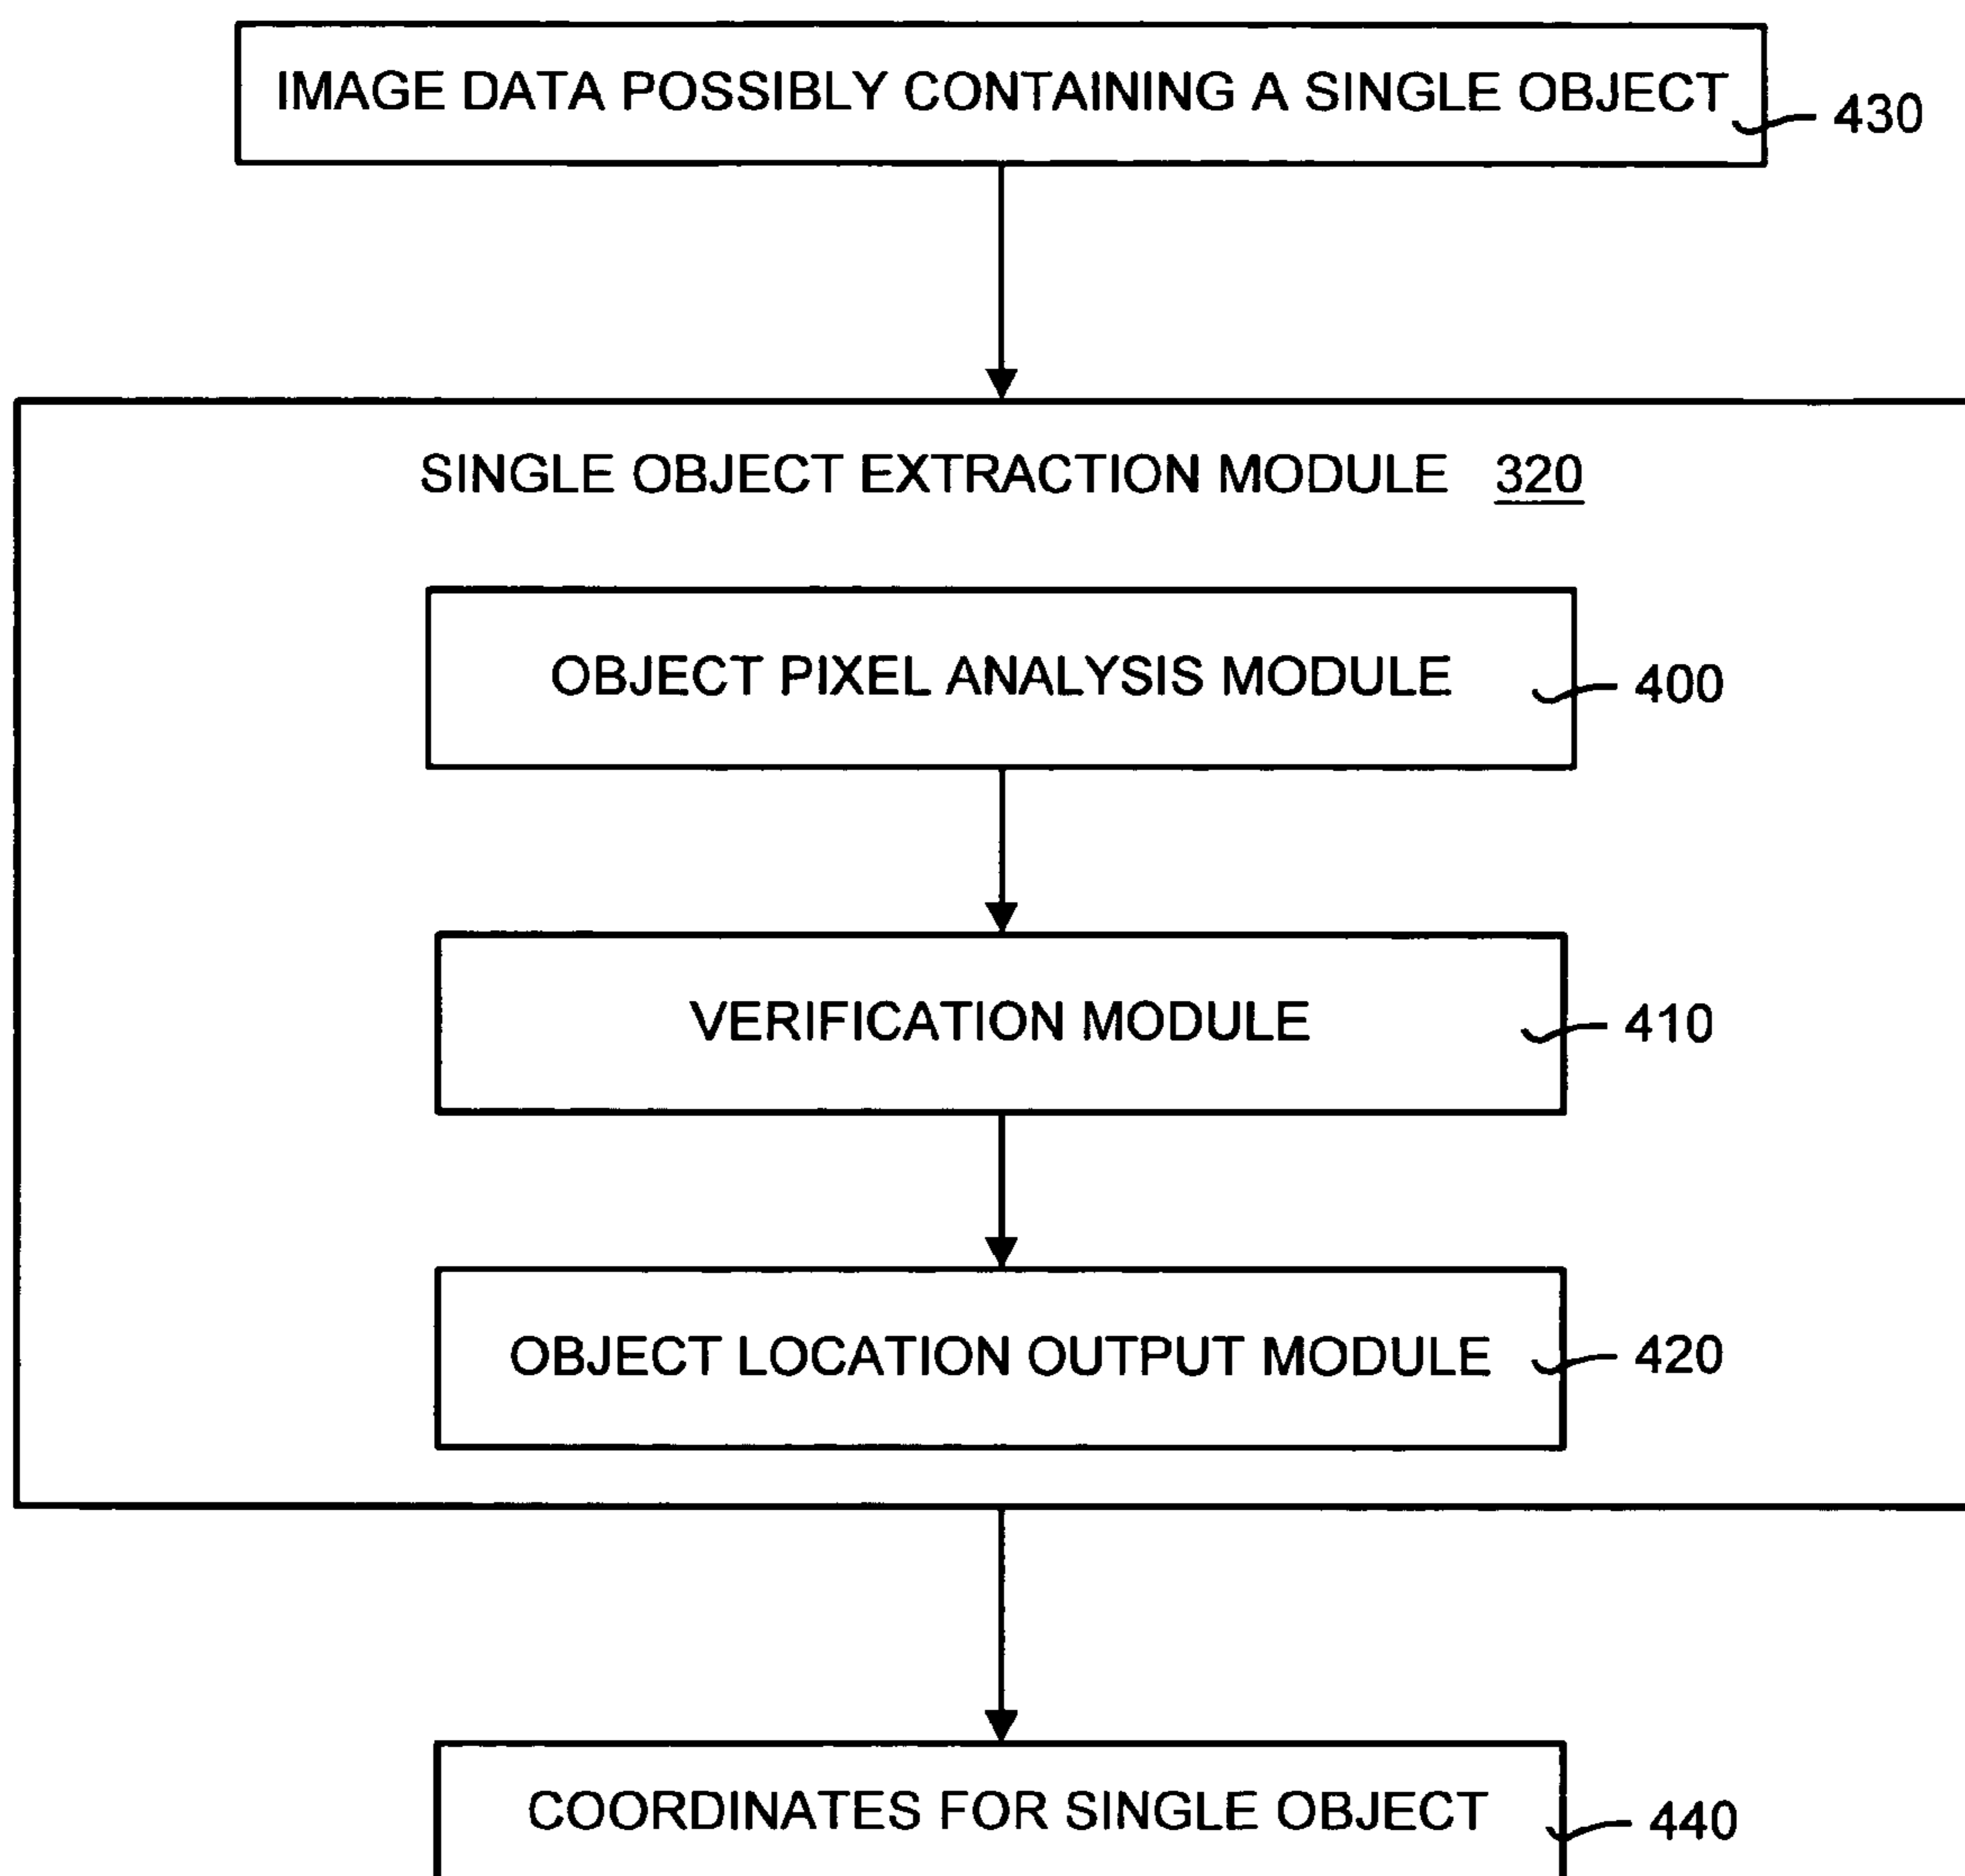 IMAGE DATA POSSIBLY CONTAINING A SINGLE OBJECT
430
SINGLE OBJECT EXTRACTION MODULE 320
OBJECT PIXEL ANALYSIS MODULE
400
VERIFICATION MODULE
410
OBJECT LOCATION OUTPUT MODULE
420
COORDINATES FOR SINGLE OBJECT
440